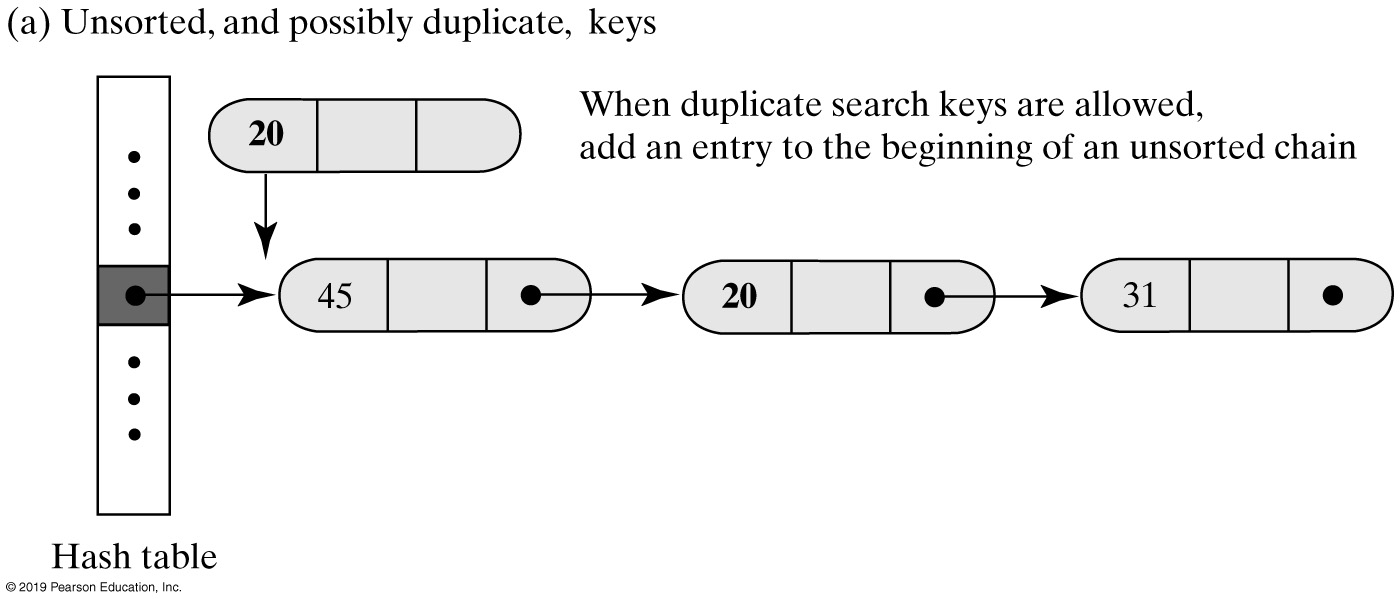 (a) Unsorted, and possibly duplicate, keys
20
When duplicate search keys are allowed,
add an entry to the beginning of an unsorted chain
45
20
31
Hash table
© 2019 Pearson Education, Inc.